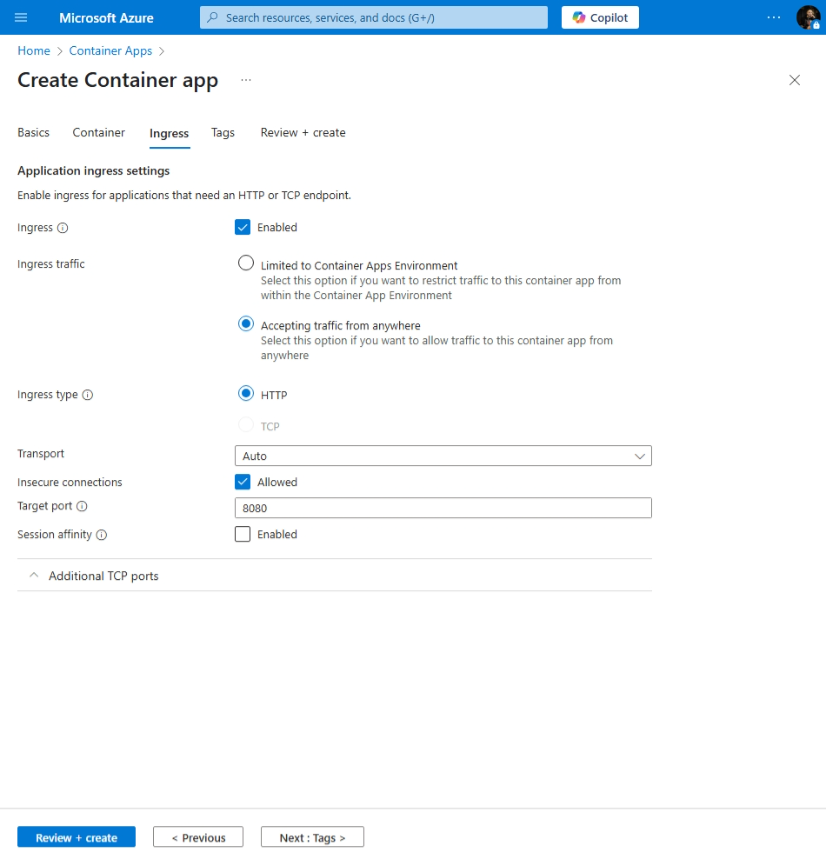 Microsoft Azure
Search resources, services, and docs (G+/)
Copilot
Home > Container Apps >
Create Container app ...
Basics Container Ingress Tags Review + create
Application ingress settings
Enable ingress for applications that need an HTTP or TCP endpoint.
Ingress Enabled
Ingress traffic Limited to Container Apps Environment
Select this option if you want to restrict traffic to this container app from
within the Container App Environment
Accepting traffic from anywhere
Select this option if you want to allow traffic to this container app from
anywhere
Ingress type HTTP
TCP
Transport Auto
Insecure connections Allowed
Target port 8080
Session affinity Enabled
Additional TCP ports
Review + create < Previous Next : Tags >